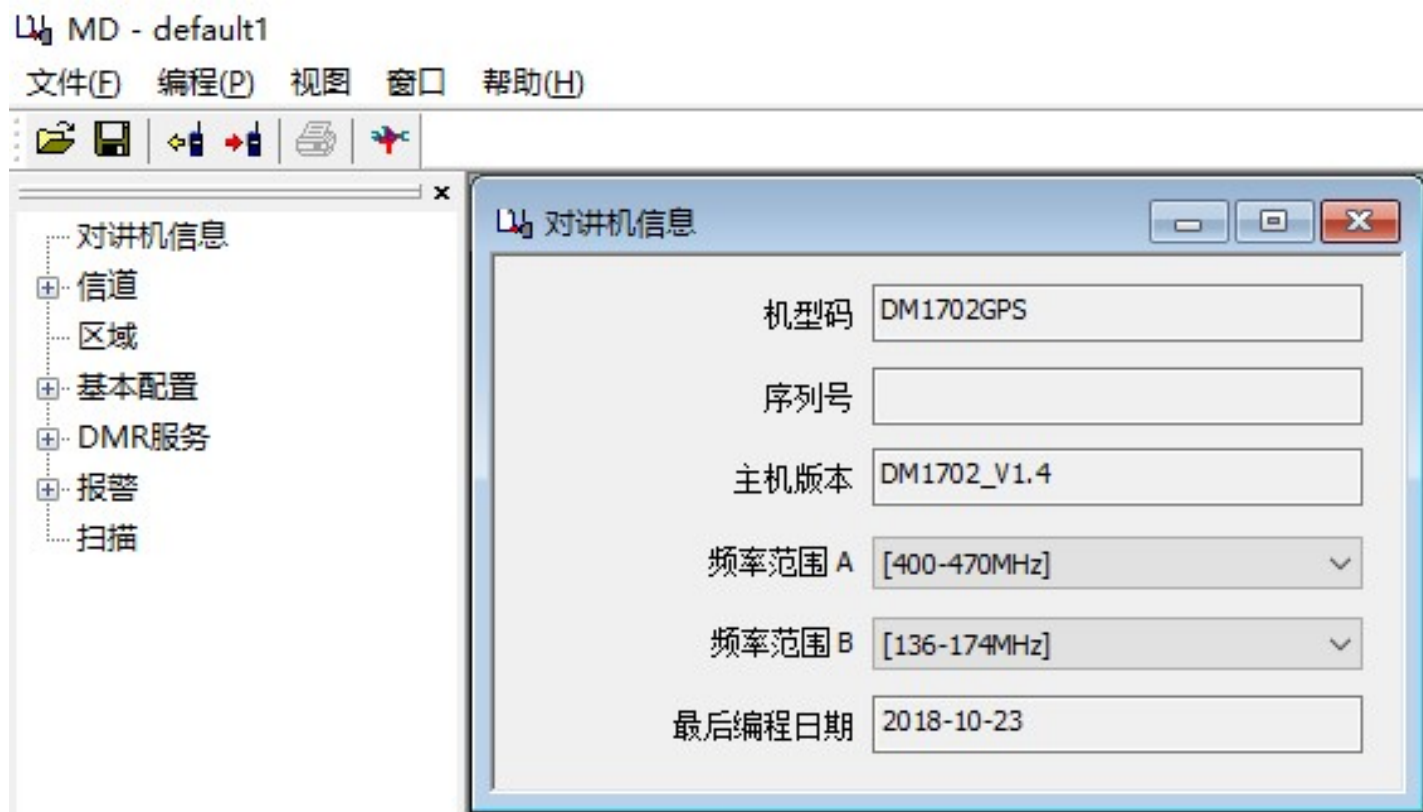 MD - default1
文件(F) 编程(P) 视图 窗口 帮助(H)
对讲机信息
信道
区域
基本配置
DMR服务
报警
扫描
对讲机信息
机型码 DM1702GPS
序列号
主机版本 DM1702_V1.4
频率范围 A [400-470MHz]
频率范围 B [136-174MHz]
最后编程日期 2018-10-23